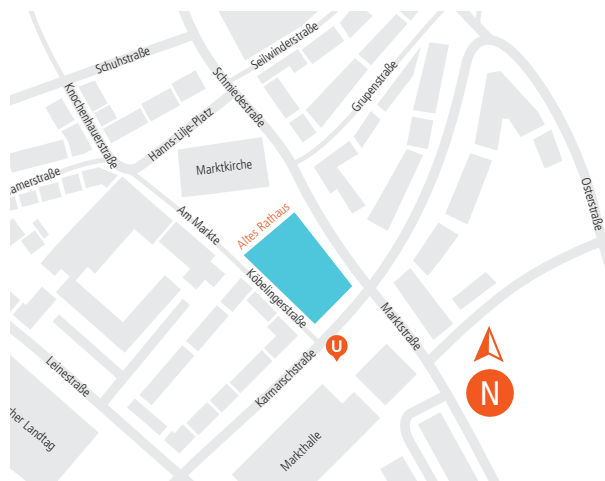 Schuhstraße
Seilwinderstraße
Schmiedestraße
Grupenstraße
Knochenhauerstraße
Hanns-Lilje-Platz
Marktkirche
amerstraße
Osterstraße
Am Markte
Altes Rathaus
Köbelingerstraße
Marktstraße
U
Leinestraße
Karmarschstraße
N
cher Landtag
Markthalle